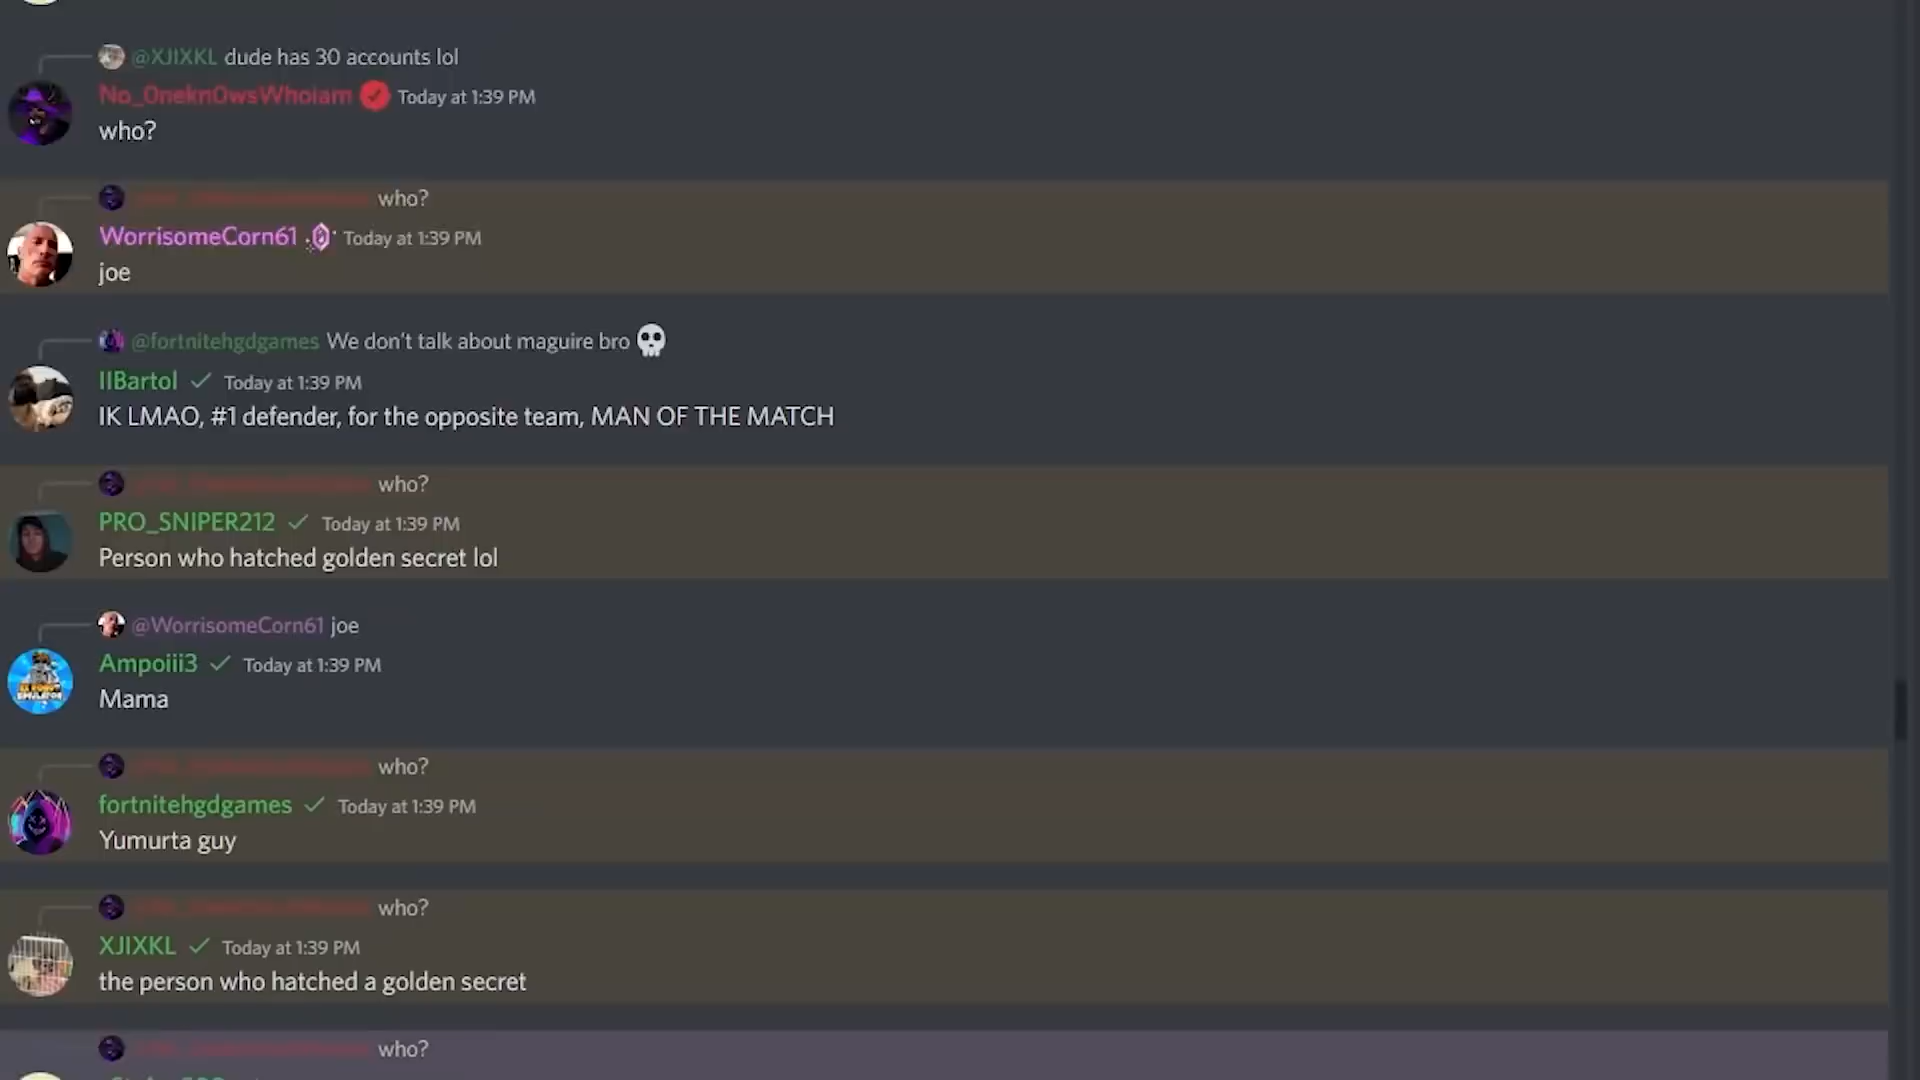 @XJIXKL dude has 30 accounts lol
No_0nekn0wsWhoiam Today at 1:39 PM
who?
who?
WorrisomeCorn61 Today at 1:39 PM
joe
@fortnitehgdgames We don't talk about maguire bro
IIBartol Today at 1:39 PM
IK LMAO, #1 defender, for the opposite team, MAN OF THE MATCH
who?
PRO_SNIPER212 Today at 1:39 PM
Person who hatched golden secret lol
@WorrisomeCorn61 joe
Ampoiii3 Today at 1:39 PM
Mama
who?
fortnitehgdgames Today at 1:39 PM
Yumurta guy
who?
XJIXKL Today at 1:39 PM
the person who hatched a golden secret
who?